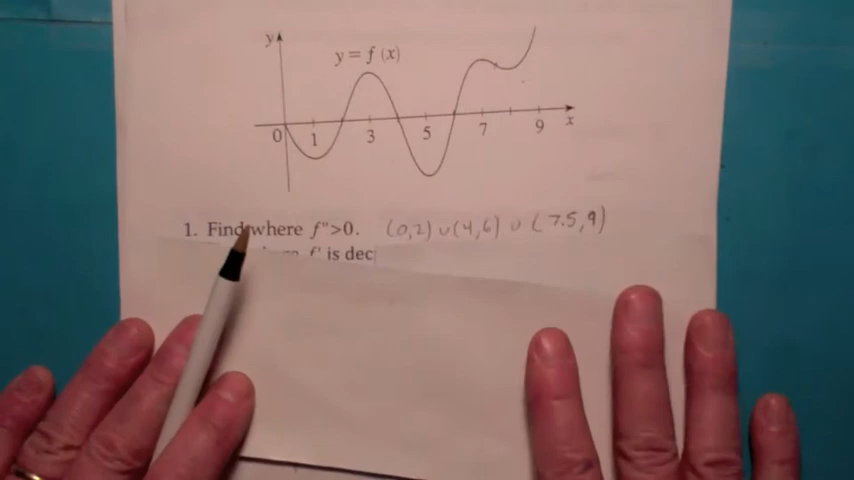 y
y = f (x)
0 1 3 5 7 9 x
1. Find where f">0. (0,2) ∪ (4,6) ∪ (7.5,9)
f' is dec